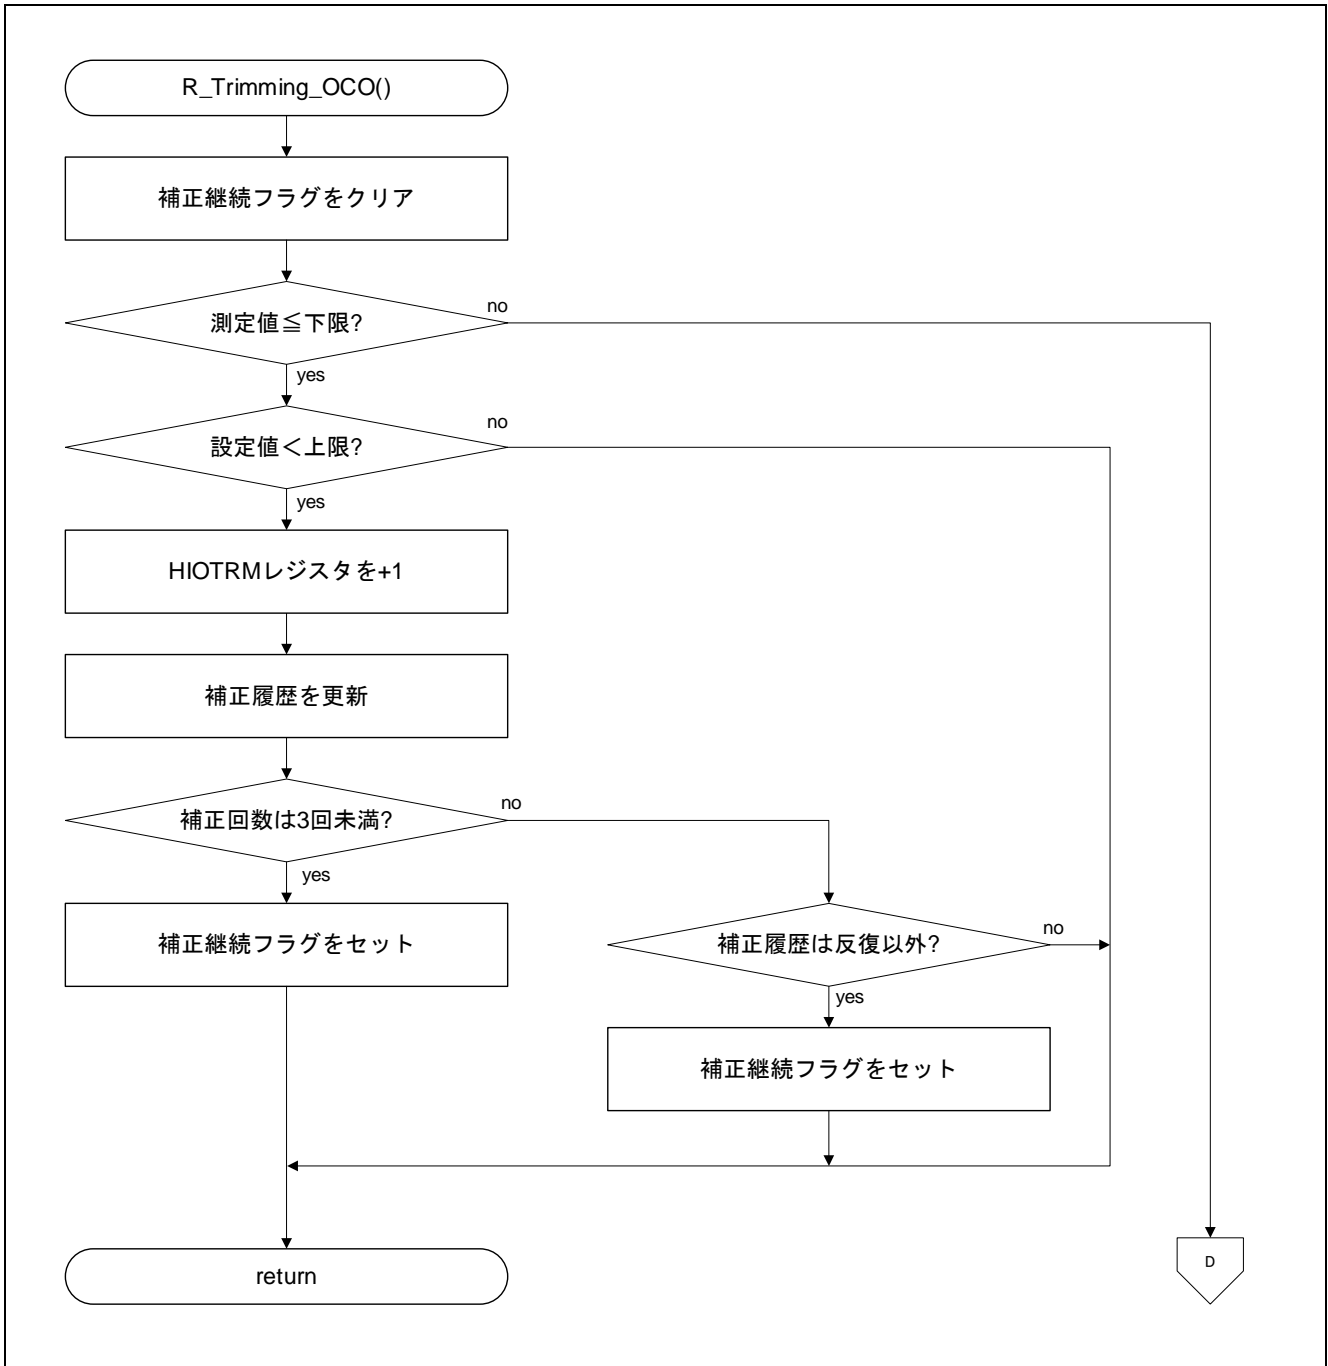 R_Trimming_OCO()
補正継続フラグをクリア
測定値≦下限?
no
yes
設定値＜上限?
no
yes
HIOTRMレジスタを+1
補正履歴を更新
補正回数は3回未満?
no
yes
補正継続フラグをセット
補正履歴は反復以外?
no
yes
補正継続フラグをセット
return
D